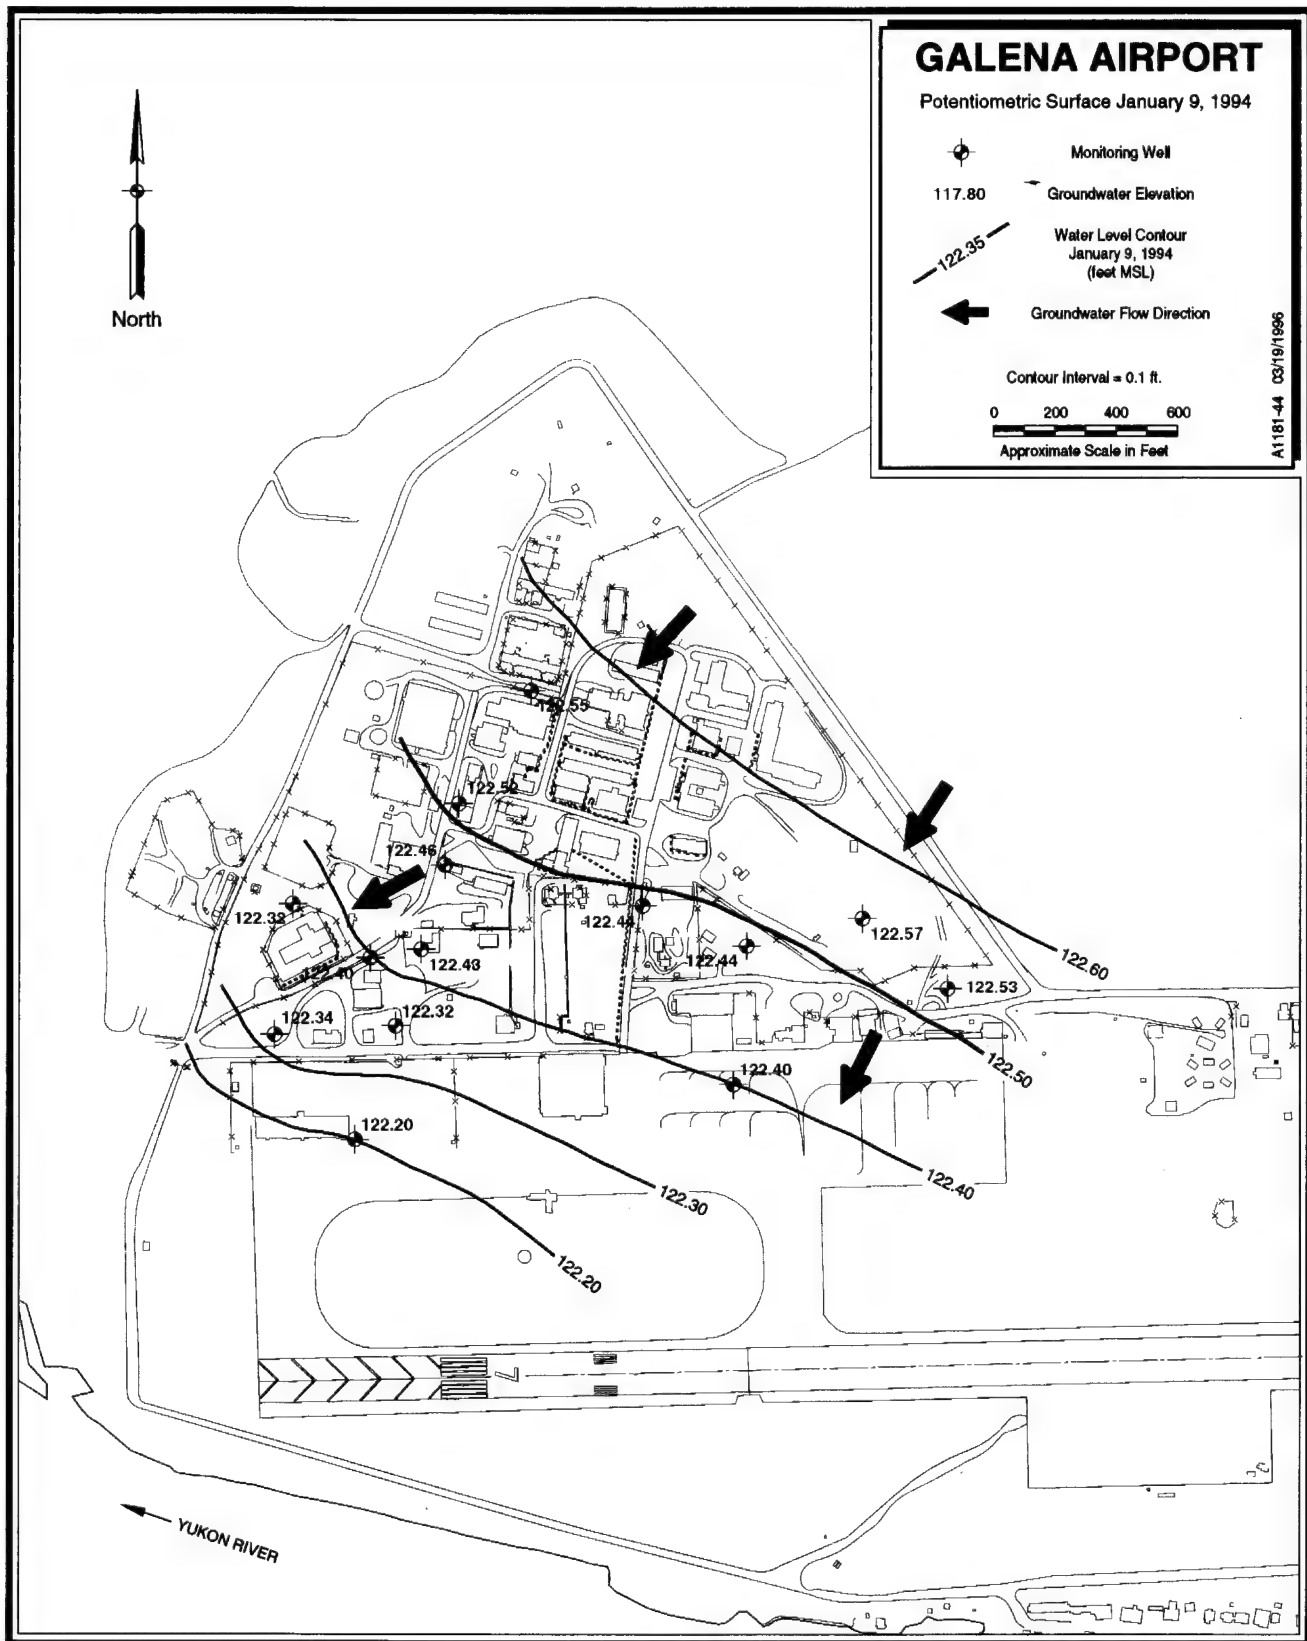 GALENA AIRPORT
Potentiometric Surface January 9, 1994
Monitoring Well
117.80 Groundwater Elevation
122.35
Water Level Contour
January 9, 1994
(feet MSL)
Groundwater Flow Direction
Contour Interval = 0.1 ft.
0 200 400 600
Approximate Scale in Feet
A1181-44 03/19/1996
North
122.55
122.52
122.46
122.32
122.44
122.57
122.44
122.43
122.40
122.60
122.53
122.34
122.32
122.50
122.40
122.20
122.40
122.30
122.20
YUKON RIVER